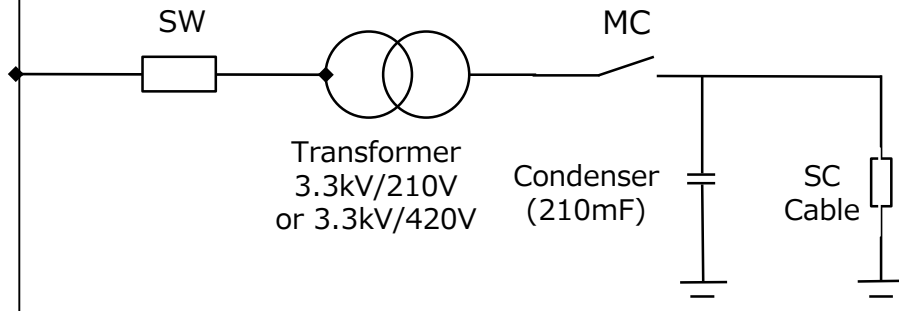 SW
MC
Transformer
3.3kV/210V
or 3.3kV/420V
Condenser
(210mF)
SC
Cable